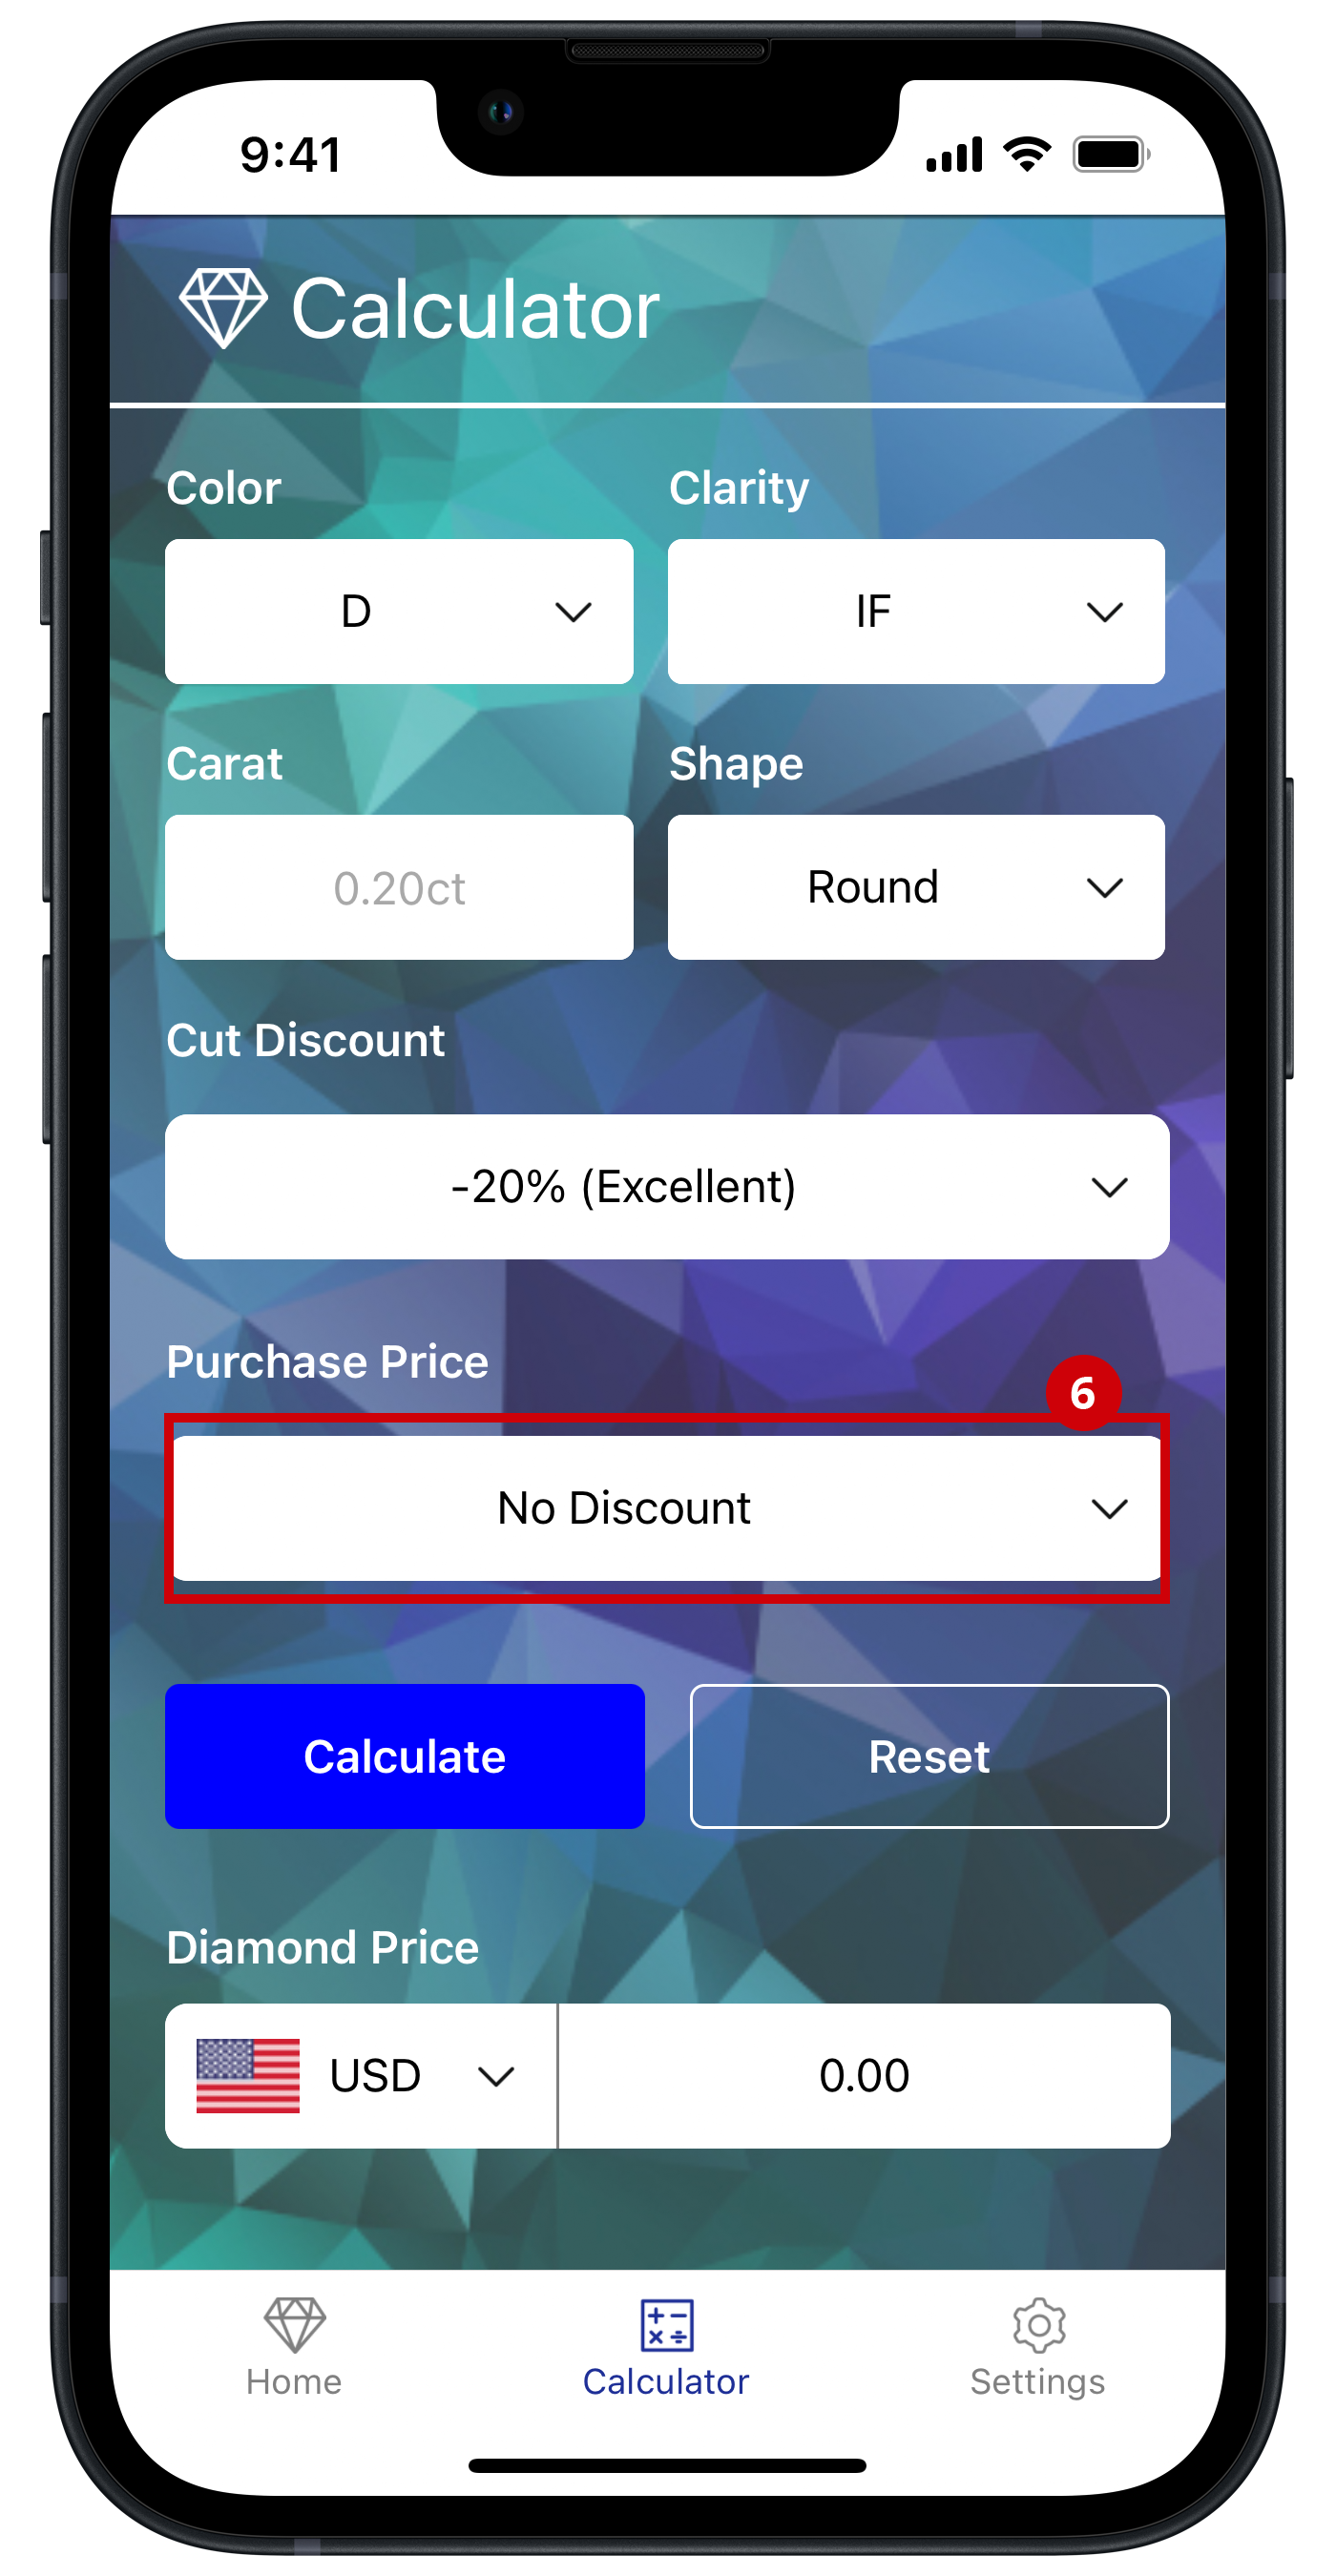 9:41
Calculator
Color
Clarity
D
IF
Carat
Shape
0.20ct
Round
Cut Discount
-20% (Excellent)
Purchase Price
6
No Discount
Calculate
Reset
Diamond Price
USD
0.00
Home
Calculator
Settings